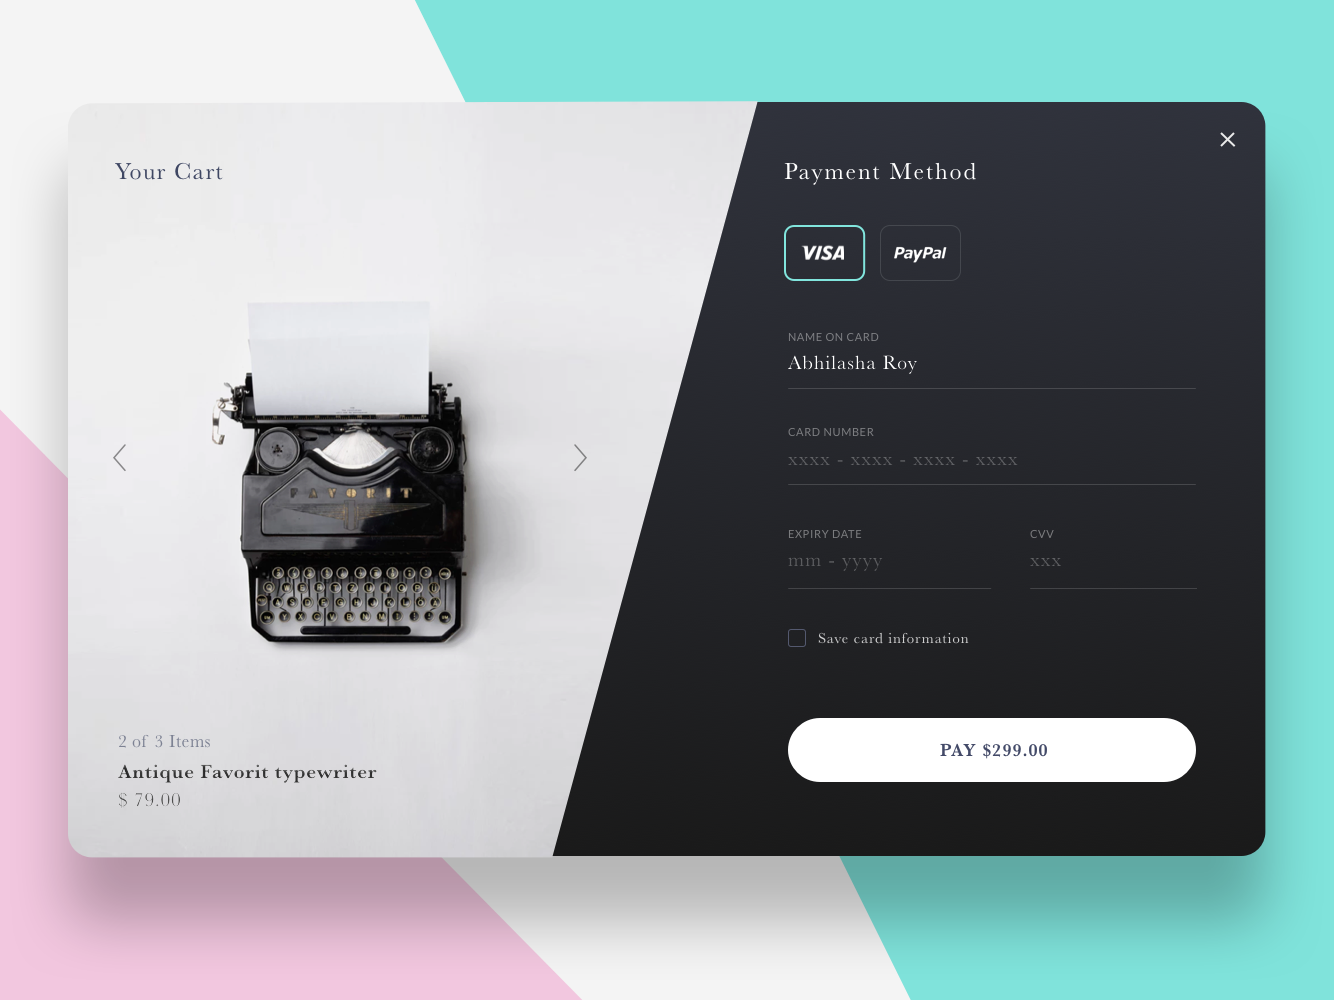 Your Cart
FAVORIT
2 of 3 Items
Antique Favorit typewriter
$ 79.00
Payment Method
VISA
PayPal
NAME ON CARD
Abhilasha Roy
CARD NUMBER
xxxx - xxxx - xxxx - xxxx
EXPIRY DATE
CVV
mm - yyyy
xxx
Save card information
PAY $299.00